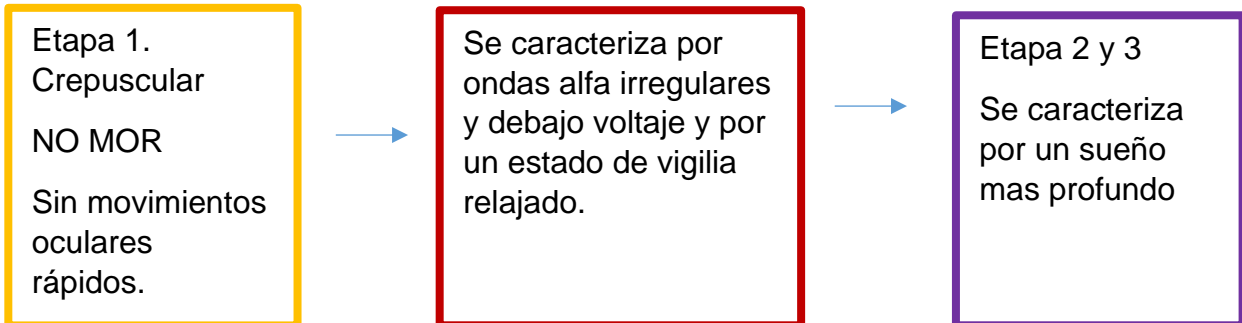 Etapa 1.
Crepuscular
NO MOR
Sin movimientos
oculares
rápidos.
Se caracteriza por
ondas alfa irregulares
y debajo voltaje y por
un estado de vigilia
relajado.
Etapa 2 y 3
Se caracteriza
por un sueño
mas profundo